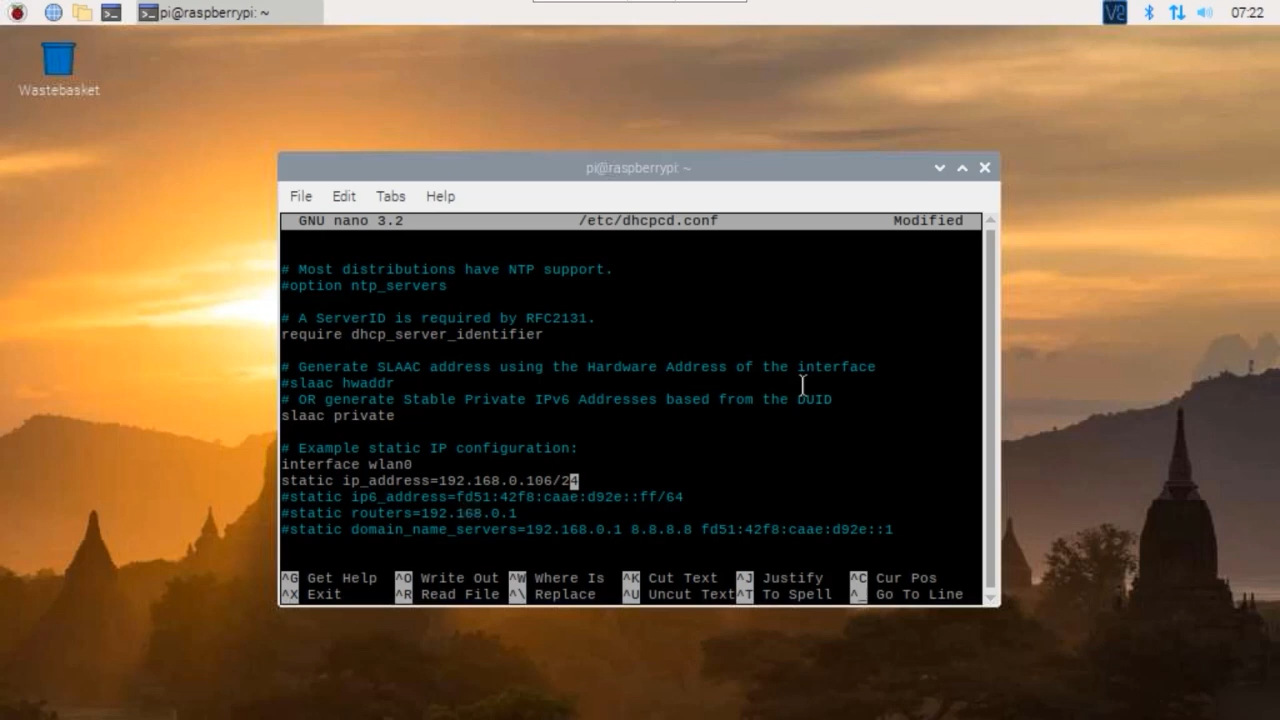 pi@raspberrypi: ~
07:22
Wastebasket
pi@raspberrypi: ~
File Edit Tabs Help
GNU nano 3.2 /etc/dhcpcd.conf Modified
# Most distributions have NTP support.
#option ntp_servers
# A ServerID is required by RFC2131.
require dhcp_server_identifier
# Generate SLAAC address using the Hardware Address of the interface
#slaac hwaddr
# OR generate Stable Private IPv6 Addresses based from the DUID
slaac private
# Example static IP configuration:
interface wlan0
static ip_address=192.168.0.106/24
#static ip6_address=fd51:42f8:caae:d92e::ff/64
#static routers=192.168.0.1
#static domain_name_servers=192.168.0.1 8.8.8.8 fd51:42f8:caae:d92e::1
^G Get Help ^O Write Out ^W Where Is ^K Cut Text ^J Justify ^C Cur Pos
^X Exit ^R Read File ^\ Replace ^U Uncut Text ^T To Spell ^_ Go To Line